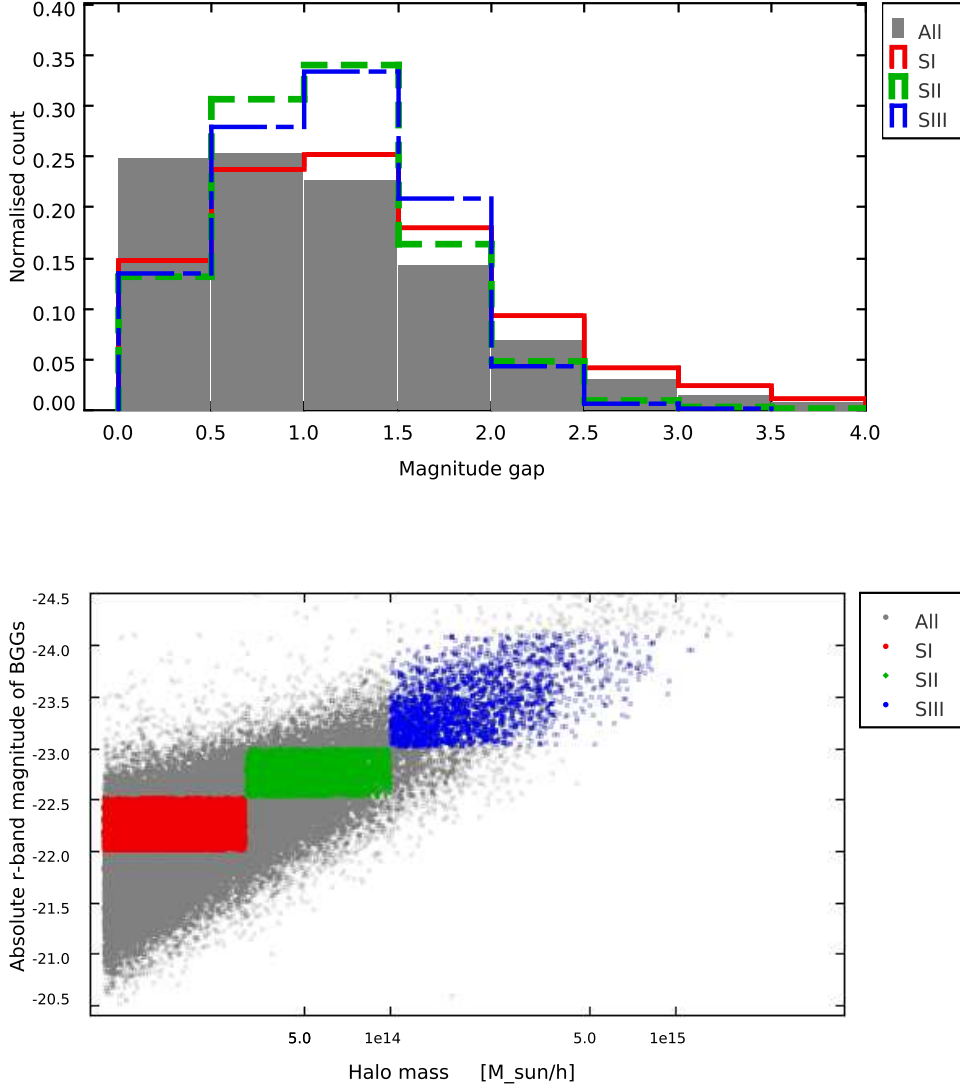 0.40
0.35
0.30
0.25
0.20
0.15
0.10
0.05
0.00
Normalised count
0.0 0.5 1.0 1.5 2.0 2.5 3.0 3.5 4.0
Magnitude gap
All
SI
SII
SIII
-24.5
-24.0
-23.5
-23.0
-22.5
-22.0
-21.5
-21.0
-20.5
Absolute r-band magnitude of BGGs
5.0 1e14 5.0 1e15
Halo mass [M_sun/h]
All
SI
SII
SIII